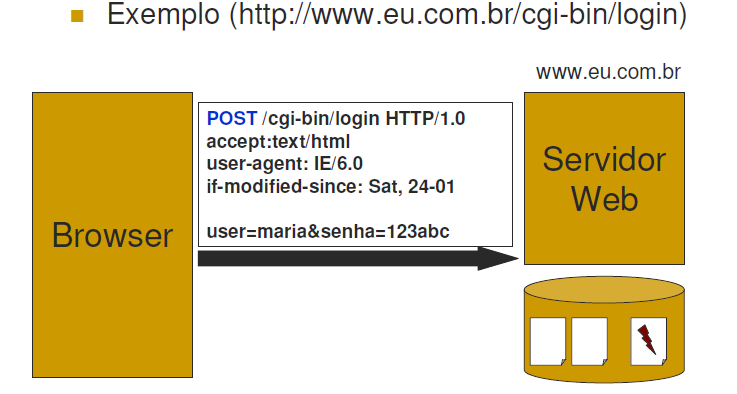 Exemplo (http://www.eu.com.br/cgi-bin/login)
www.eu.com.br
POST /cgi-bin/login HTTP/1.0
accept:text/html
user-agent: IE/6.0
if-modified-since: Sat, 24-01
user=maria&senha=123abc
Browser
Servidor
Web